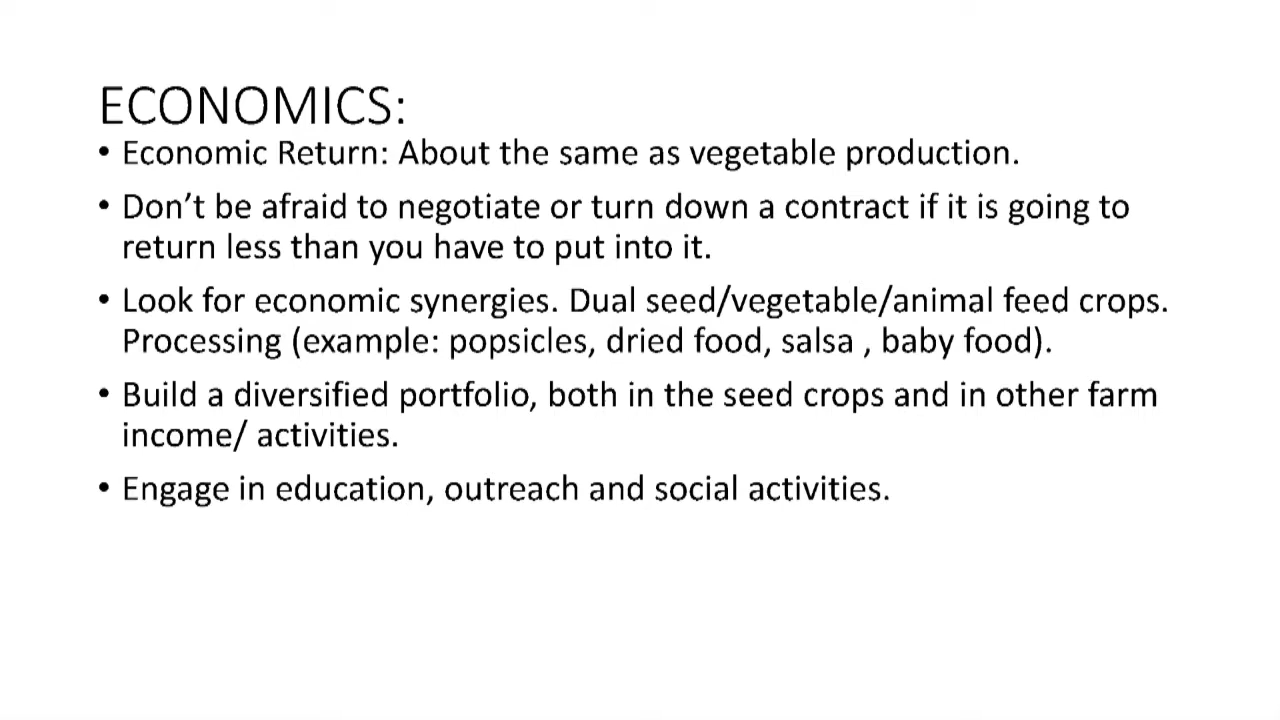 ECONOMICS:
• Economic Return: About the same as vegetable production.
• Don’t be afraid to negotiate or turn down a contract if it is going to
return less than you have to put into it.
• Look for economic synergies. Dual seed/vegetable/animal feed crops.
Processing (example: popsicles, dried food, salsa , baby food).
• Build a diversified portfolio, both in the seed crops and in other farm
income/ activities.
• Engage in education, outreach and social activities.